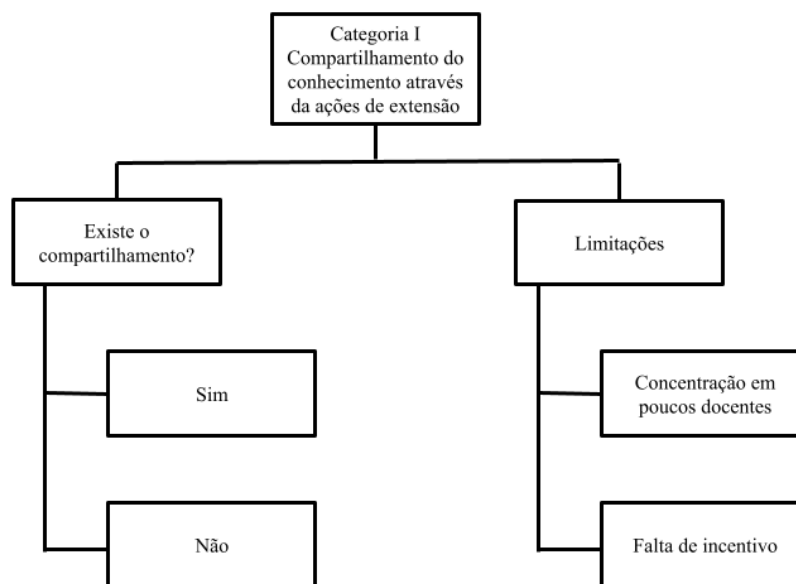 Categoria I
Compartilhamento do
conhecimento através
da ações de extensão
Existe o
compartilhamento?
Limitações
Sim
Concentração em
poucos docentes
Não
Falta de incentivo